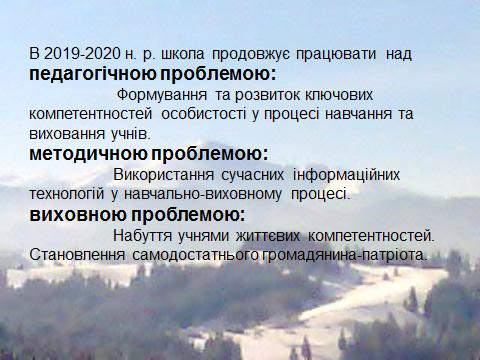 В 2019-2020 н. р. школа продовжує працювати над
педагогічною проблемою:
Формування та розвиток ключових
компетентностей особистості у процесі навчання та
виховання учнів.
методичною проблемою:
Використання сучасних інформаційних
технологій у навчально-виховному процесі.
виховною проблемою:
Набуття учнями життєвих компетентностей.
Становлення самодостатнього громадянина-патріота.